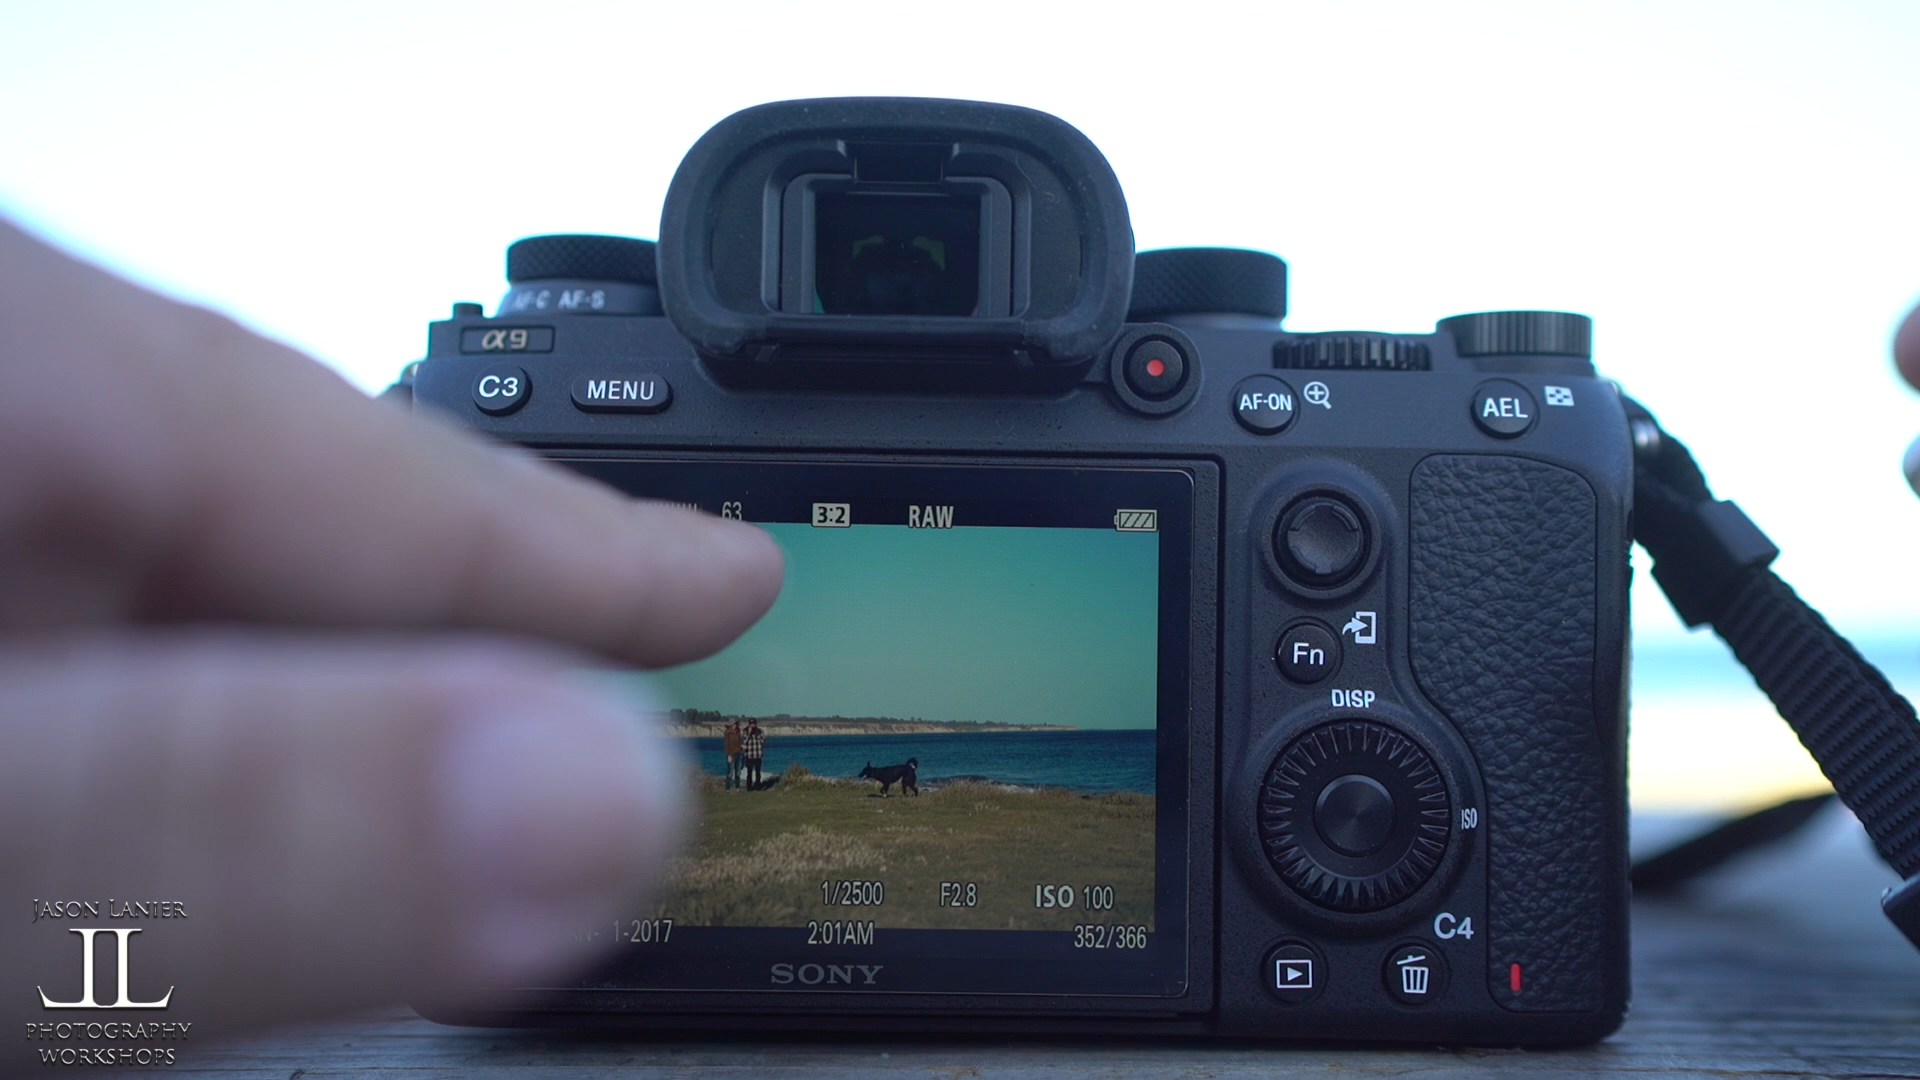 AF-C AF-S
α9
C3 MENU
AF-ON
AEL
63 3:2 RAW
Fn
DISP
ISO
1/2500 F2.8 ISO 100
1-2017 2:01AM 352/366
C4
SONY
JASON LANIER
JL
PHOTOGRAPHY
WORKSHOPS